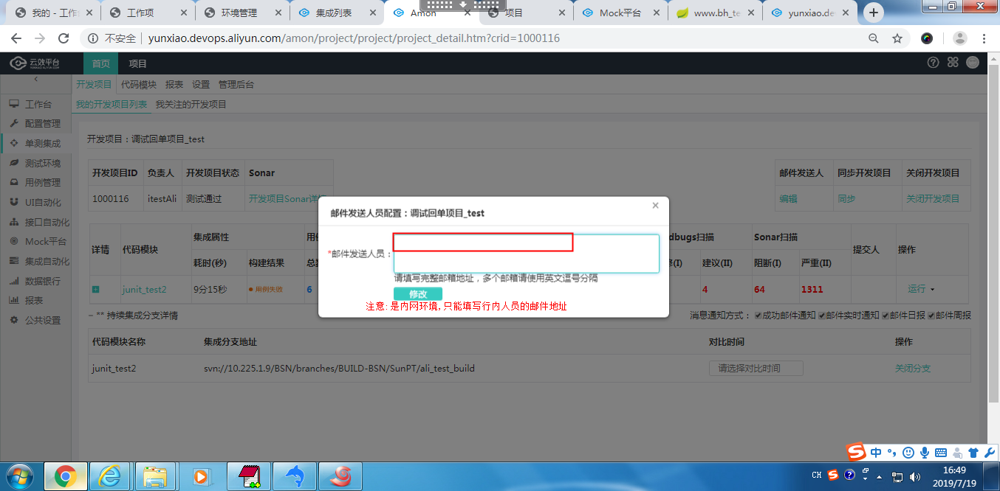 我的 - 工作 工作项 环境管理 集成列表 Amon 项目 Mock平台 www.bh_te yunxiao.de
不安全 yunxiao.devops.aliyun.com/amon/project/project/project_detail.htm?crid=1000116
云效平台 首页 项目
YUNXIAO.ALIYUN.COM
开发项目 代码模块 报表 设置 管理后台
我的开发项目列表 我关注的开发项目
工作台
配置管理
单测集成
测试环境
用例管理
UI自动化
接口自动化
Mock平台
集成自动化
数据银行
报表
公共设置
开发项目：调试回单项目_test
开发项目ID 负责人 开发项目状态 Sonar
1000116 itestAli 测试通过 开发项目Sonar详
邮件发送人 同步开发项目 关闭开发项目
编辑 同步 关闭开发项目
详情 代码模块 集成属性 用 dbugs扫描 Sonar扫描 提交人 操作
耗时(秒) 构建结果 总 (I) 建议(II) 阻断(I) 严重(II)
junit_test2 9分15秒 用例失败 6 4 64 1311 运行
邮件发送人员配置：调试回单项目_test ×
*邮件发送人员：
请填写完整邮箱地址，多个邮箱请使用英文逗号分隔
修改
注意: 是内网环境,只能填写行内人员的邮件地址
− ** 持续集成分支详情 消息通知方式： 成功邮件通知 邮件实时通知 邮件日报 邮件周报
代码模块名称 集成分支地址 对比时间 操作
junit_test2 svn://10.225.1.9/BSN/branches/BUILD-BSN/SunPT/ali_test_build 请选择对比时间 关闭分支
中
CH
16:49
2019/7/19